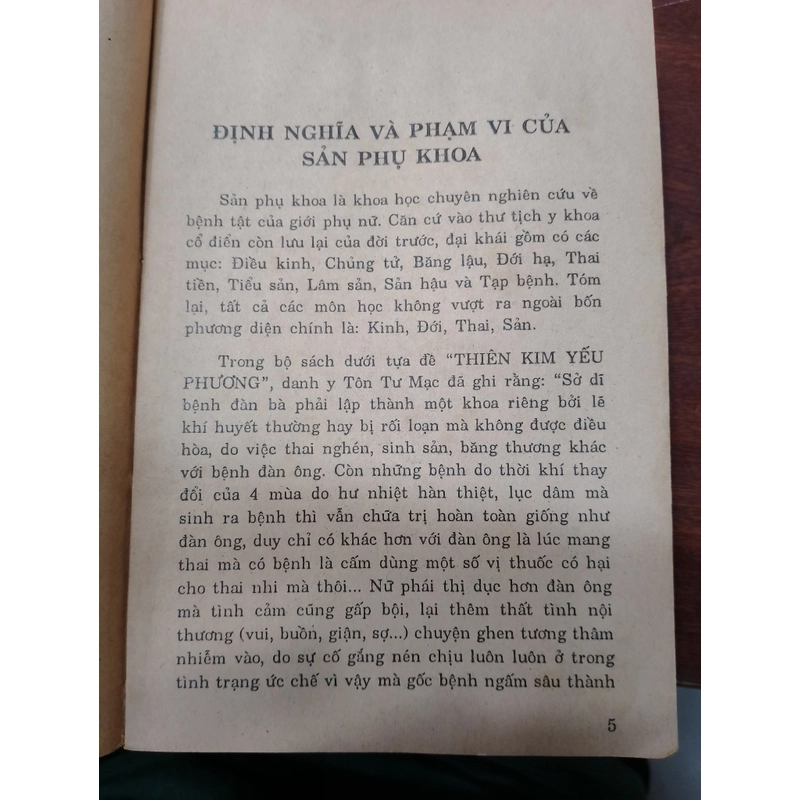 ĐỊNH NGHĨA VÀ PHẠM VI CỦA
SẢN PHỤ KHOA
Sản phụ khoa là khoa học chuyên nghiên cứu về
bệnh tật của giới phụ nữ. Căn cứ vào thư tịch y khoa
cổ điển còn lưu lại của đời trước, đại khái gồm có các
mục: Điều kinh, Chủng tử, Băng lậu, Đới hạ, Thai
tiền, Tiểu sản, Lâm sản, Sản hậu và Tạp bệnh. Tóm
lại, tất cả các môn học không vượt ra ngoài bốn
phương diện chính là: Kinh, Đới, Thai, Sản.
Trong bộ sách dưới tựa đề “THIÊN KIM YẾU
PHƯƠNG”, danh y Tôn Tư Mạc đã ghi rằng: “Sở dĩ
bệnh đàn bà phải lập thành một khoa riêng bởi lẽ
khí huyết thường hay bị rối loạn mà không được điều
hòa, do việc thai nghén, sinh sản, băng thương khác
với bệnh đàn ông. Còn những bệnh do thời khí thay
đổi của 4 mùa do hư nhiệt hàn thiệt, lục dâm mà
sinh ra bệnh thì vẫn chữa trị hoàn toàn giống như
đàn ông, duy chỉ có khác hơn với đàn ông là lúc mang
thai mà có bệnh là cấm dùng một số vị thuốc có hại
cho thai nhi mà thôi... Nữ phái thị dục hơn đàn ông
mà tình cảm cũng gấp bội, lại thêm thất tình nội
thương (vui, buồn, giận, sợ...) chuyện ghen tương thâm
nhiễm vào, do sự cố gắng nén chịu luôn luôn ở trong
tình trạng ức chế vì vậy mà gốc bệnh ngấm sâu thành
5